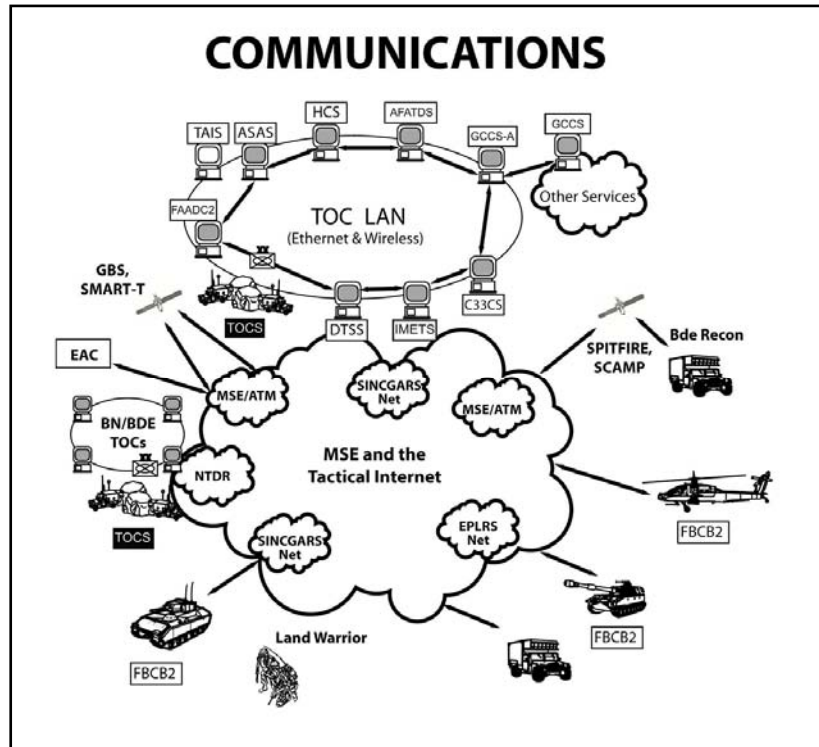 COMMUNICATIONS
HCS
AFATDS
TAIS
ASAS
GCCS-A
GCCS
Other Services
FAADC2
TOC LAN
(Ethernet & Wireless)
GBS,
SMART-T
TOCS
DTSS
IMETS
C33CS
EAC
SPITFIRE,
SCAMP
Bde Recon
MSE/ATM
SINCGARS
Net
MSE/ATM
BN/BDE
TOCs
MSE and the
Tactical Internet
NTDR
TOCS
SINCGARS
Net
EPLRS
Net
FBCB2
FBCB2
Land Warrior
FBCB2